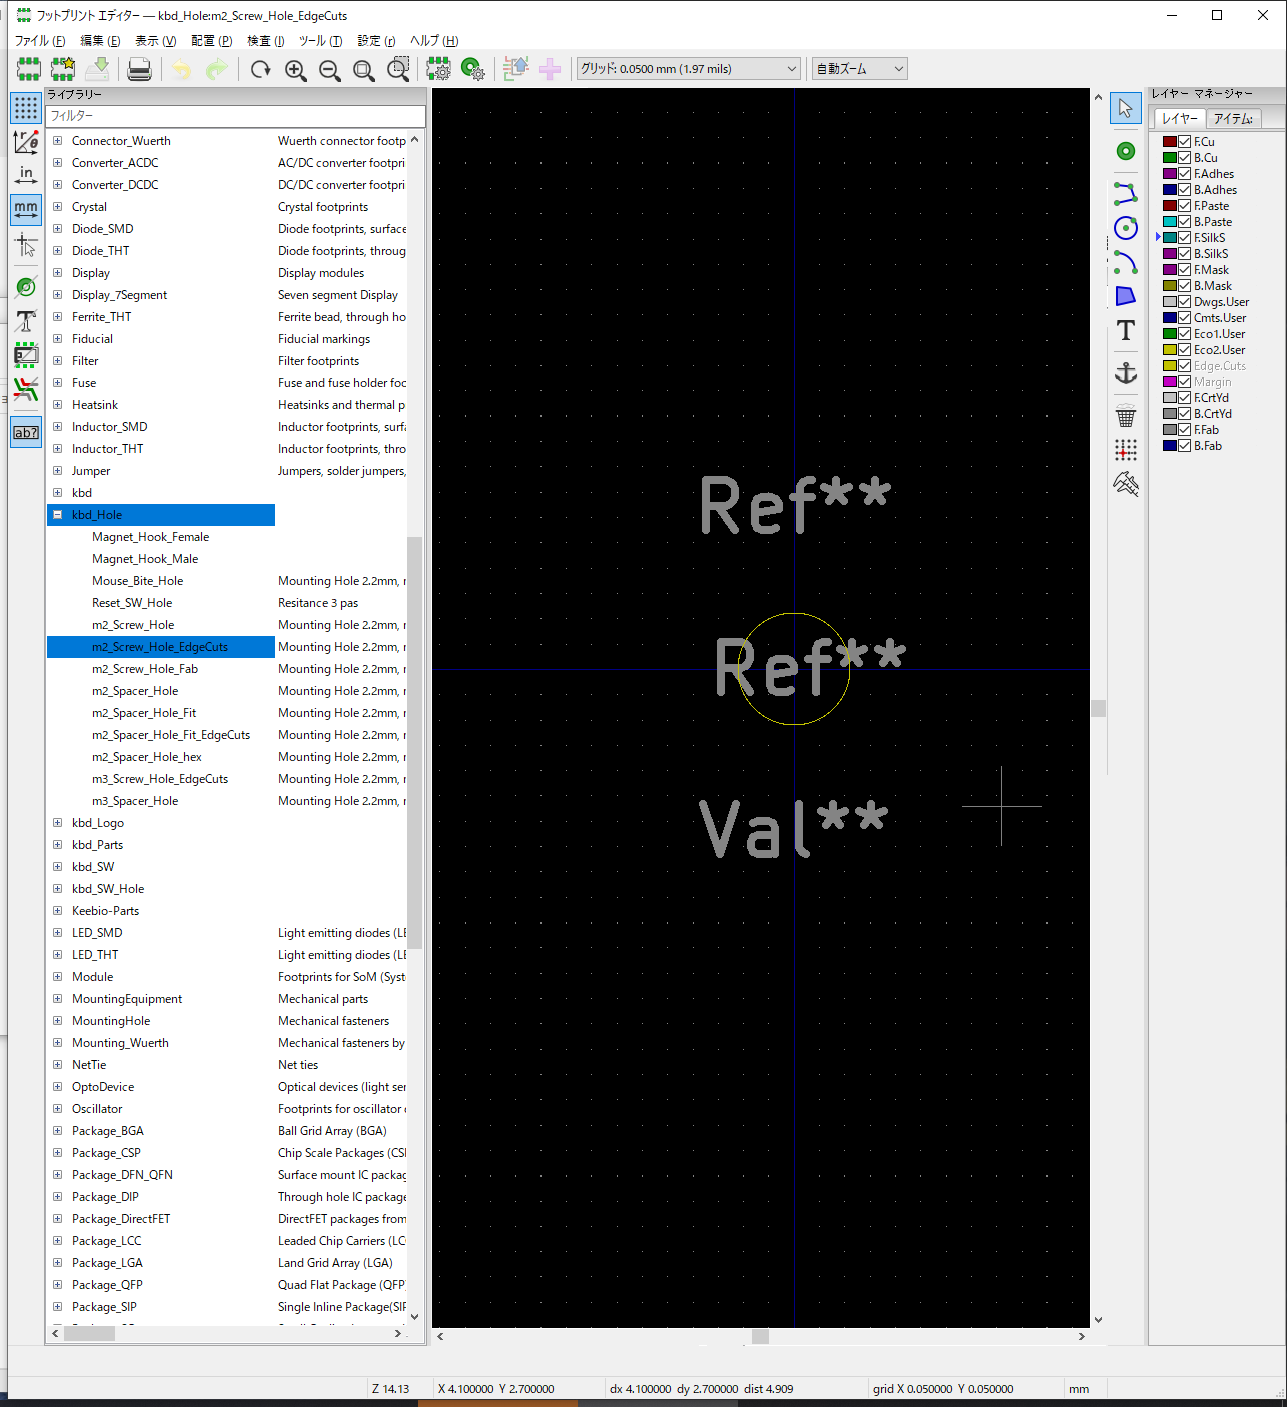 フットプリント エディター — kbd_Hole:m2_Screw_Hole_EdgeCuts
ファイル (F) 編集 (E) 表示 (V) 配置 (P) 検査 (I) ツール (T) 設定 (r) ヘルプ (H)
グリッド: 0.0500 mm (1.97 mils) 自動ズーム
ライブラリー
フィルター
Connector_Wuerth Wuerth connector footp
Converter_ACDC AC/DC converter footpri
Converter_DCDC DC/DC converter footpri
Crystal Crystal footprints
Diode_SMD Diode footprints, surface
Diode_THT Diode footprints, throug
Display Display modules
Display_7Segment Seven segment Display
Ferrite_THT Ferrite bead, through ho
Fiducial Fiducial markings
Filter Filter footprints
Fuse Fuse and fuse holder foo
Heatsink Heatsinks and thermal p
Inductor_SMD Inductor footprints, surfa
Inductor_THT Inductor footprints, thro
Jumper Jumpers, solder jumpers,
kbd
kbd_Hole
Magnet_Hook_Female
Magnet_Hook_Male
Mouse_Bite_Hole Mounting Hole 2.2mm, r
Reset_SW_Hole Resitance 3 pas
m2_Screw_Hole Mounting Hole 2.2mm, r
m2_Screw_Hole_EdgeCuts Mounting Hole 2.2mm, r
m2_Screw_Hole_Fab Mounting Hole 2.2mm, r
m2_Spacer_Hole Mounting Hole 2.2mm, r
m2_Spacer_Hole_Fit Mounting Hole 2.2mm, r
m2_Spacer_Hole_Fit_EdgeCuts Mounting Hole 2.2mm, r
m2_Spacer_Hole_hex Mounting Hole 2.2mm, r
m3_Screw_Hole_EdgeCuts Mounting Hole 2.2mm, r
m3_Spacer_Hole Mounting Hole 2.2mm, r
kbd_Logo
kbd_Parts
kbd_SW
kbd_SW_Hole
Keebio-Parts
LED_SMD Light emitting diodes (LE
LED_THT Light emitting diodes (LE
Module Footprints for SoM (Syst
MountingEquipment Mechanical parts
MountingHole Mechanical fasteners
Mounting_Wuerth Mechanical fasteners by
NetTie Net ties
OptoDevice Optical devices (light ser
Oscillator Footprints for oscillator
Package_BGA Ball Grid Array (BGA)
Package_CSP Chip Scale Packages (CSI
Package_DFN_QFN Surface mount IC packag
Package_DIP Through hole IC package
Package_DirectFET DirectFET packages from
Package_LCC Leaded Chip Carriers (LC
Package_LGA Land Grid Array (LGA)
Package_QFP Quad Flat Package (QFP
Package_SIP Single Inline Package(SIP
in
mm
ab?
Ref**
Ref**
Val**
T
レイヤー マネージャー
レイヤー アイテム:
F.Cu
B.Cu
F.Adhes
B.Adhes
F.Paste
B.Paste
F.SilkS
B.SilkS
F.Mask
B.Mask
Dwgs.User
Cmts.User
Eco1.User
Eco2.User
Edge.Cuts
Margin
F.CrtYd
B.CrtYd
F.Fab
B.Fab
Z 14.13 X 4.100000 Y 2.700000 dx 4.100000 dy 2.700000 dist 4.909 grid X 0.050000 Y 0.050000 mm